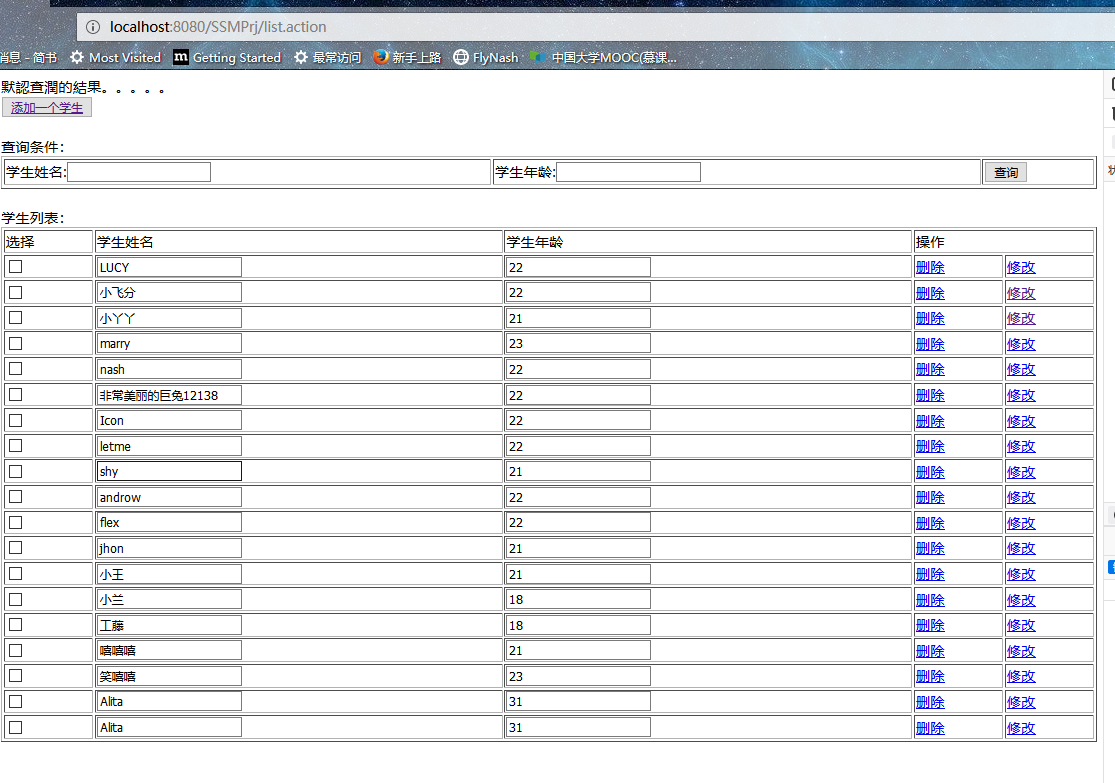 localhost:8080/SSMPrj/list.action
消息 - 简书 Most Visited m Getting Started 最常访问 新手上路 FlyNash 中国大学MOOC(慕课...
默認查潤的结果。。。。。
添加一个学生
查询条件：
学生姓名: 学生年龄: 查询
学生列表：
选择 学生姓名 学生年龄 操作
LUCY 22 删除 修改
小飞分 22 删除 修改
小丫丫 21 删除 修改
marry 23 删除 修改
nash 22 删除 修改
非常美丽的巨兔12138 22 删除 修改
Icon 22 删除 修改
letme 22 删除 修改
shy 21 删除 修改
androw 22 删除 修改
flex 22 删除 修改
jhon 21 删除 修改
小王 21 删除 修改
小兰 18 删除 修改
工藤 18 删除 修改
嘻嘻嘻 21 删除 修改
笑嘻嘻 23 删除 修改
Alita 31 删除 修改
Alita 31 删除 修改